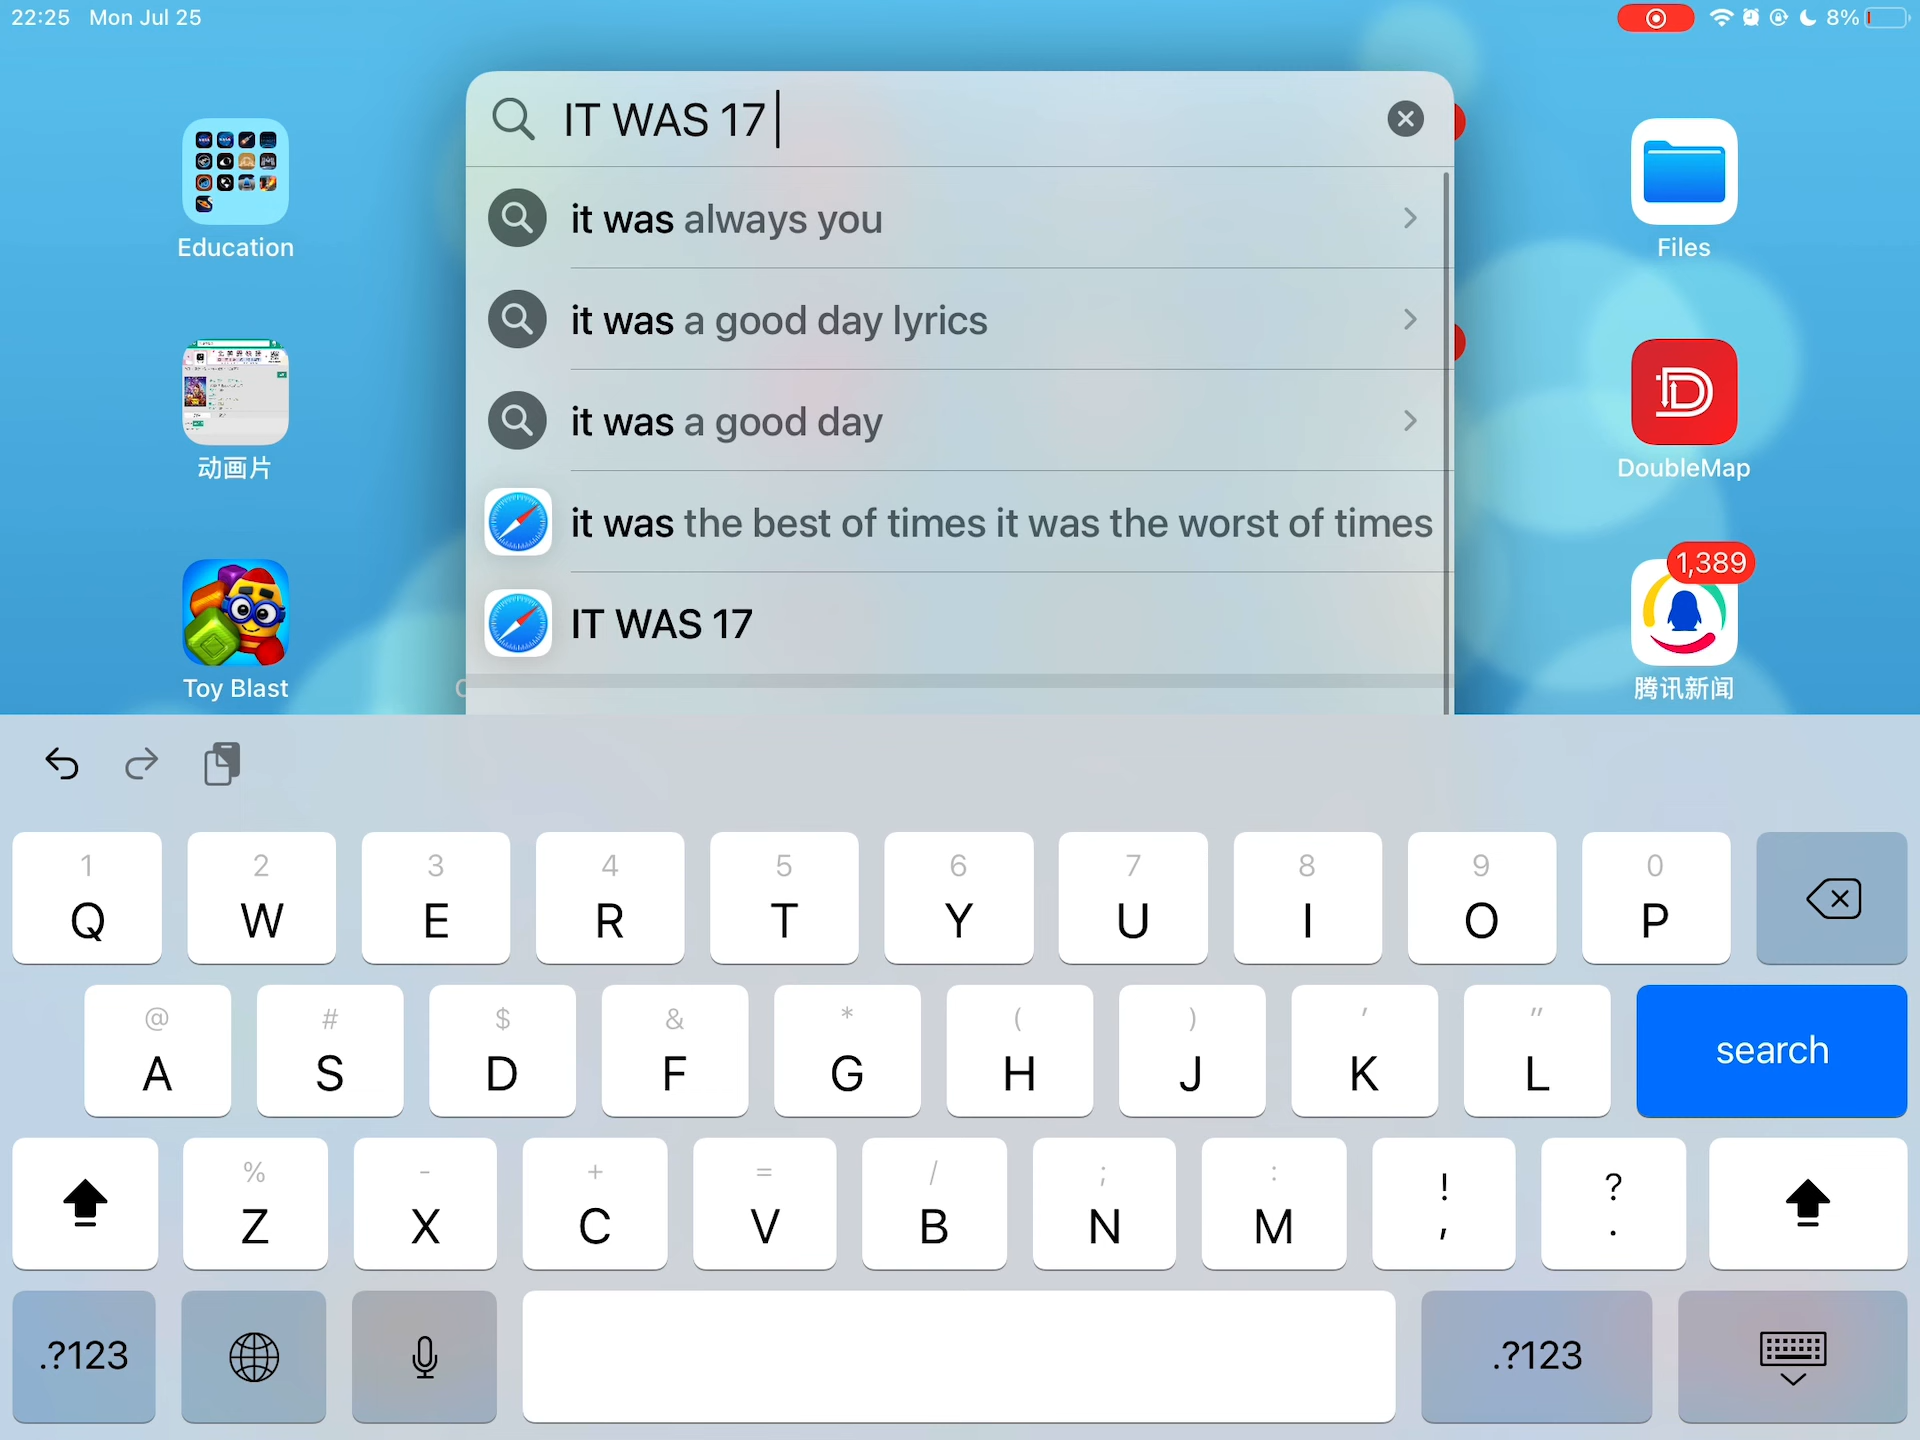 22:25 Mon Jul 25
8%
IT WAS 17
it was always you
it was a good day lyrics
it was a good day
it was the best of times it was the worst of times
IT WAS 17
Education
动画片
Toy Blast
Files
DoubleMap
1,389
腾讯新闻
1 2 3 4 5 6 7 8 9 0
Q W E R T Y U I O P
@ # $ & * ( ) ' "
A S D F G H J K L
search
% - + = / ; : ! ?
Z X C V B N M , .
.?123
.?123